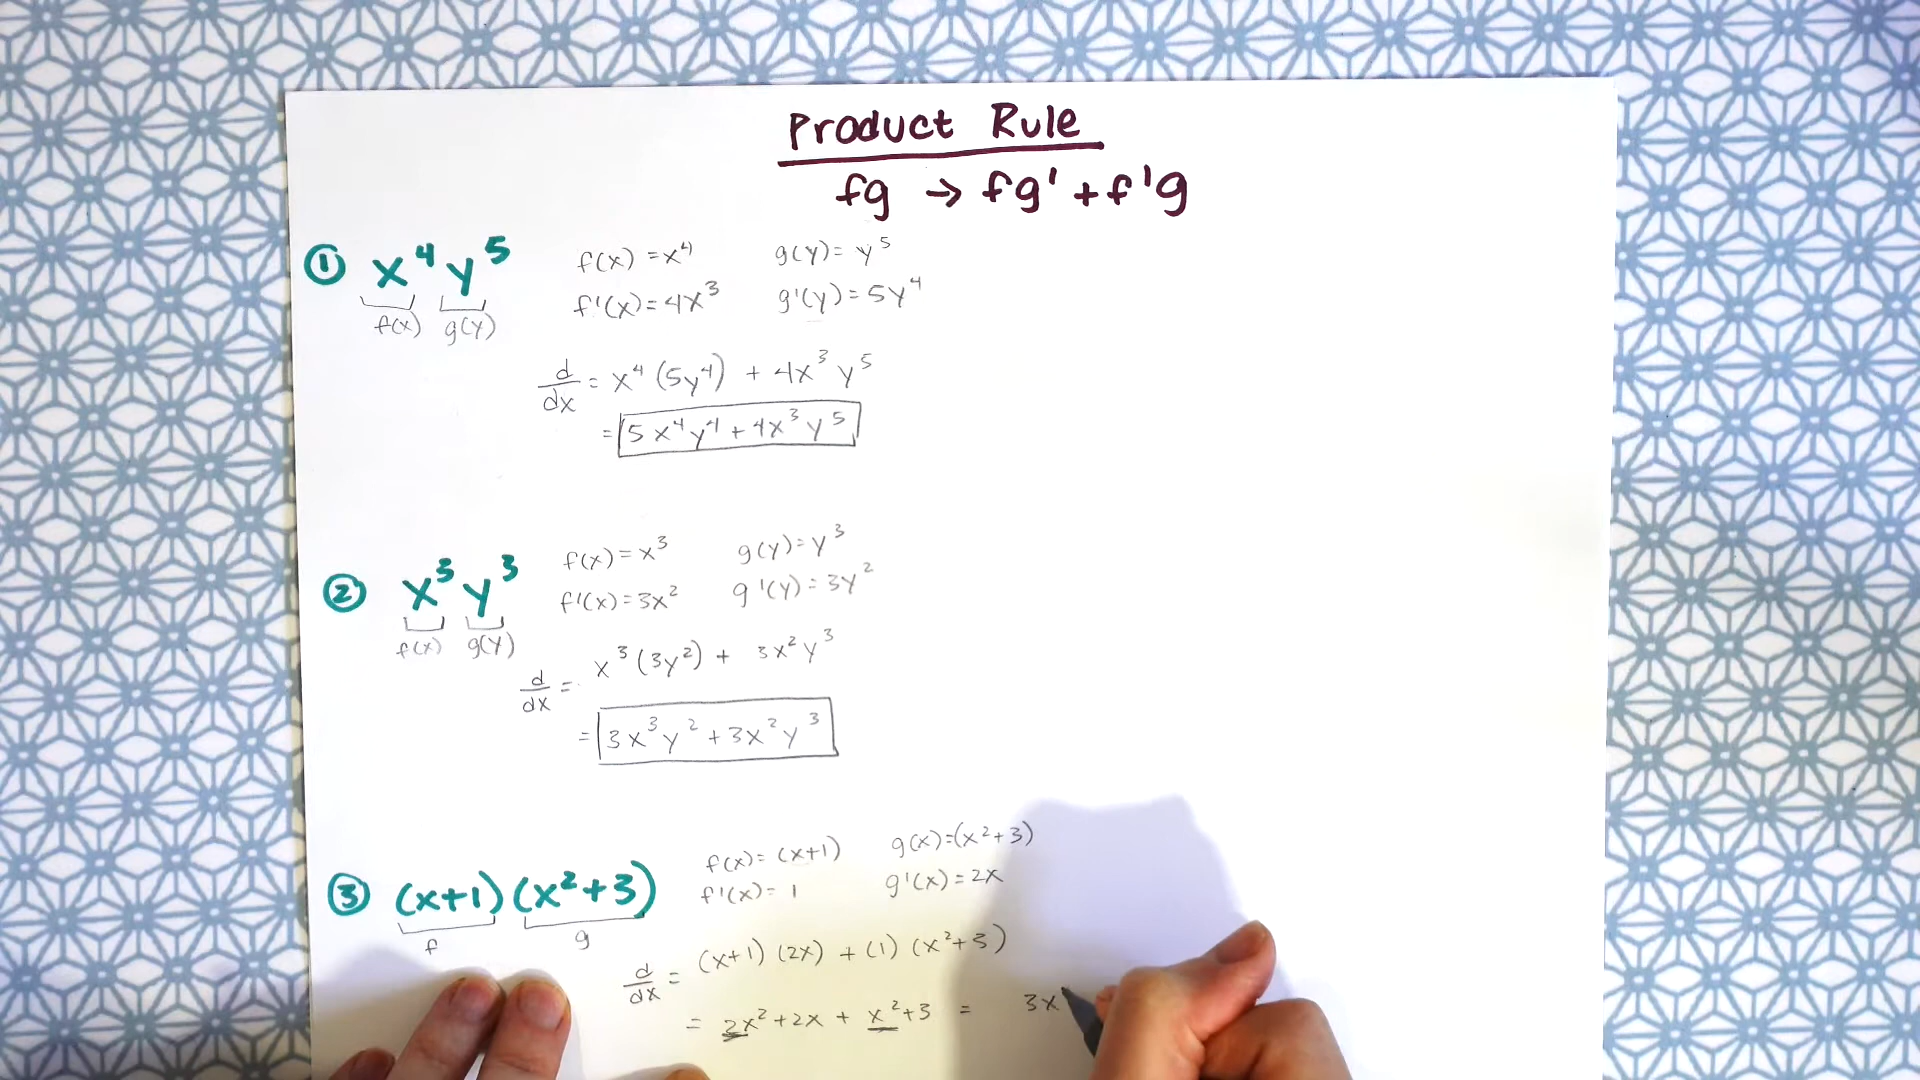 Product Rule
fg → fg' + f'g
① x⁴y⁵
f(x) g(y)
f(x) = x⁴ g(y) = y⁵
f'(x) = 4x³ g'(y) = 5y⁴
d/dx = x⁴ (5y⁴) + 4x³ y⁵
= 5x⁴y⁴ + 4x³y⁵
② x³y³
f(x) g(y)
f(x) = x³ g(y) = y³
f'(x) = 3x² g'(y) = 3y²
d/dx = x³ (3y²) + 3x²y³
= 3x³y² + 3x²y³
③ (x+1)(x²+3)
f g
f(x) = (x+1) g(x) = (x²+3)
f'(x) = 1 g'(x) = 2x
d/dx = (x+1) (2x) + (1) (x²+3)
= 2x² + 2x + x² + 3 = 3x